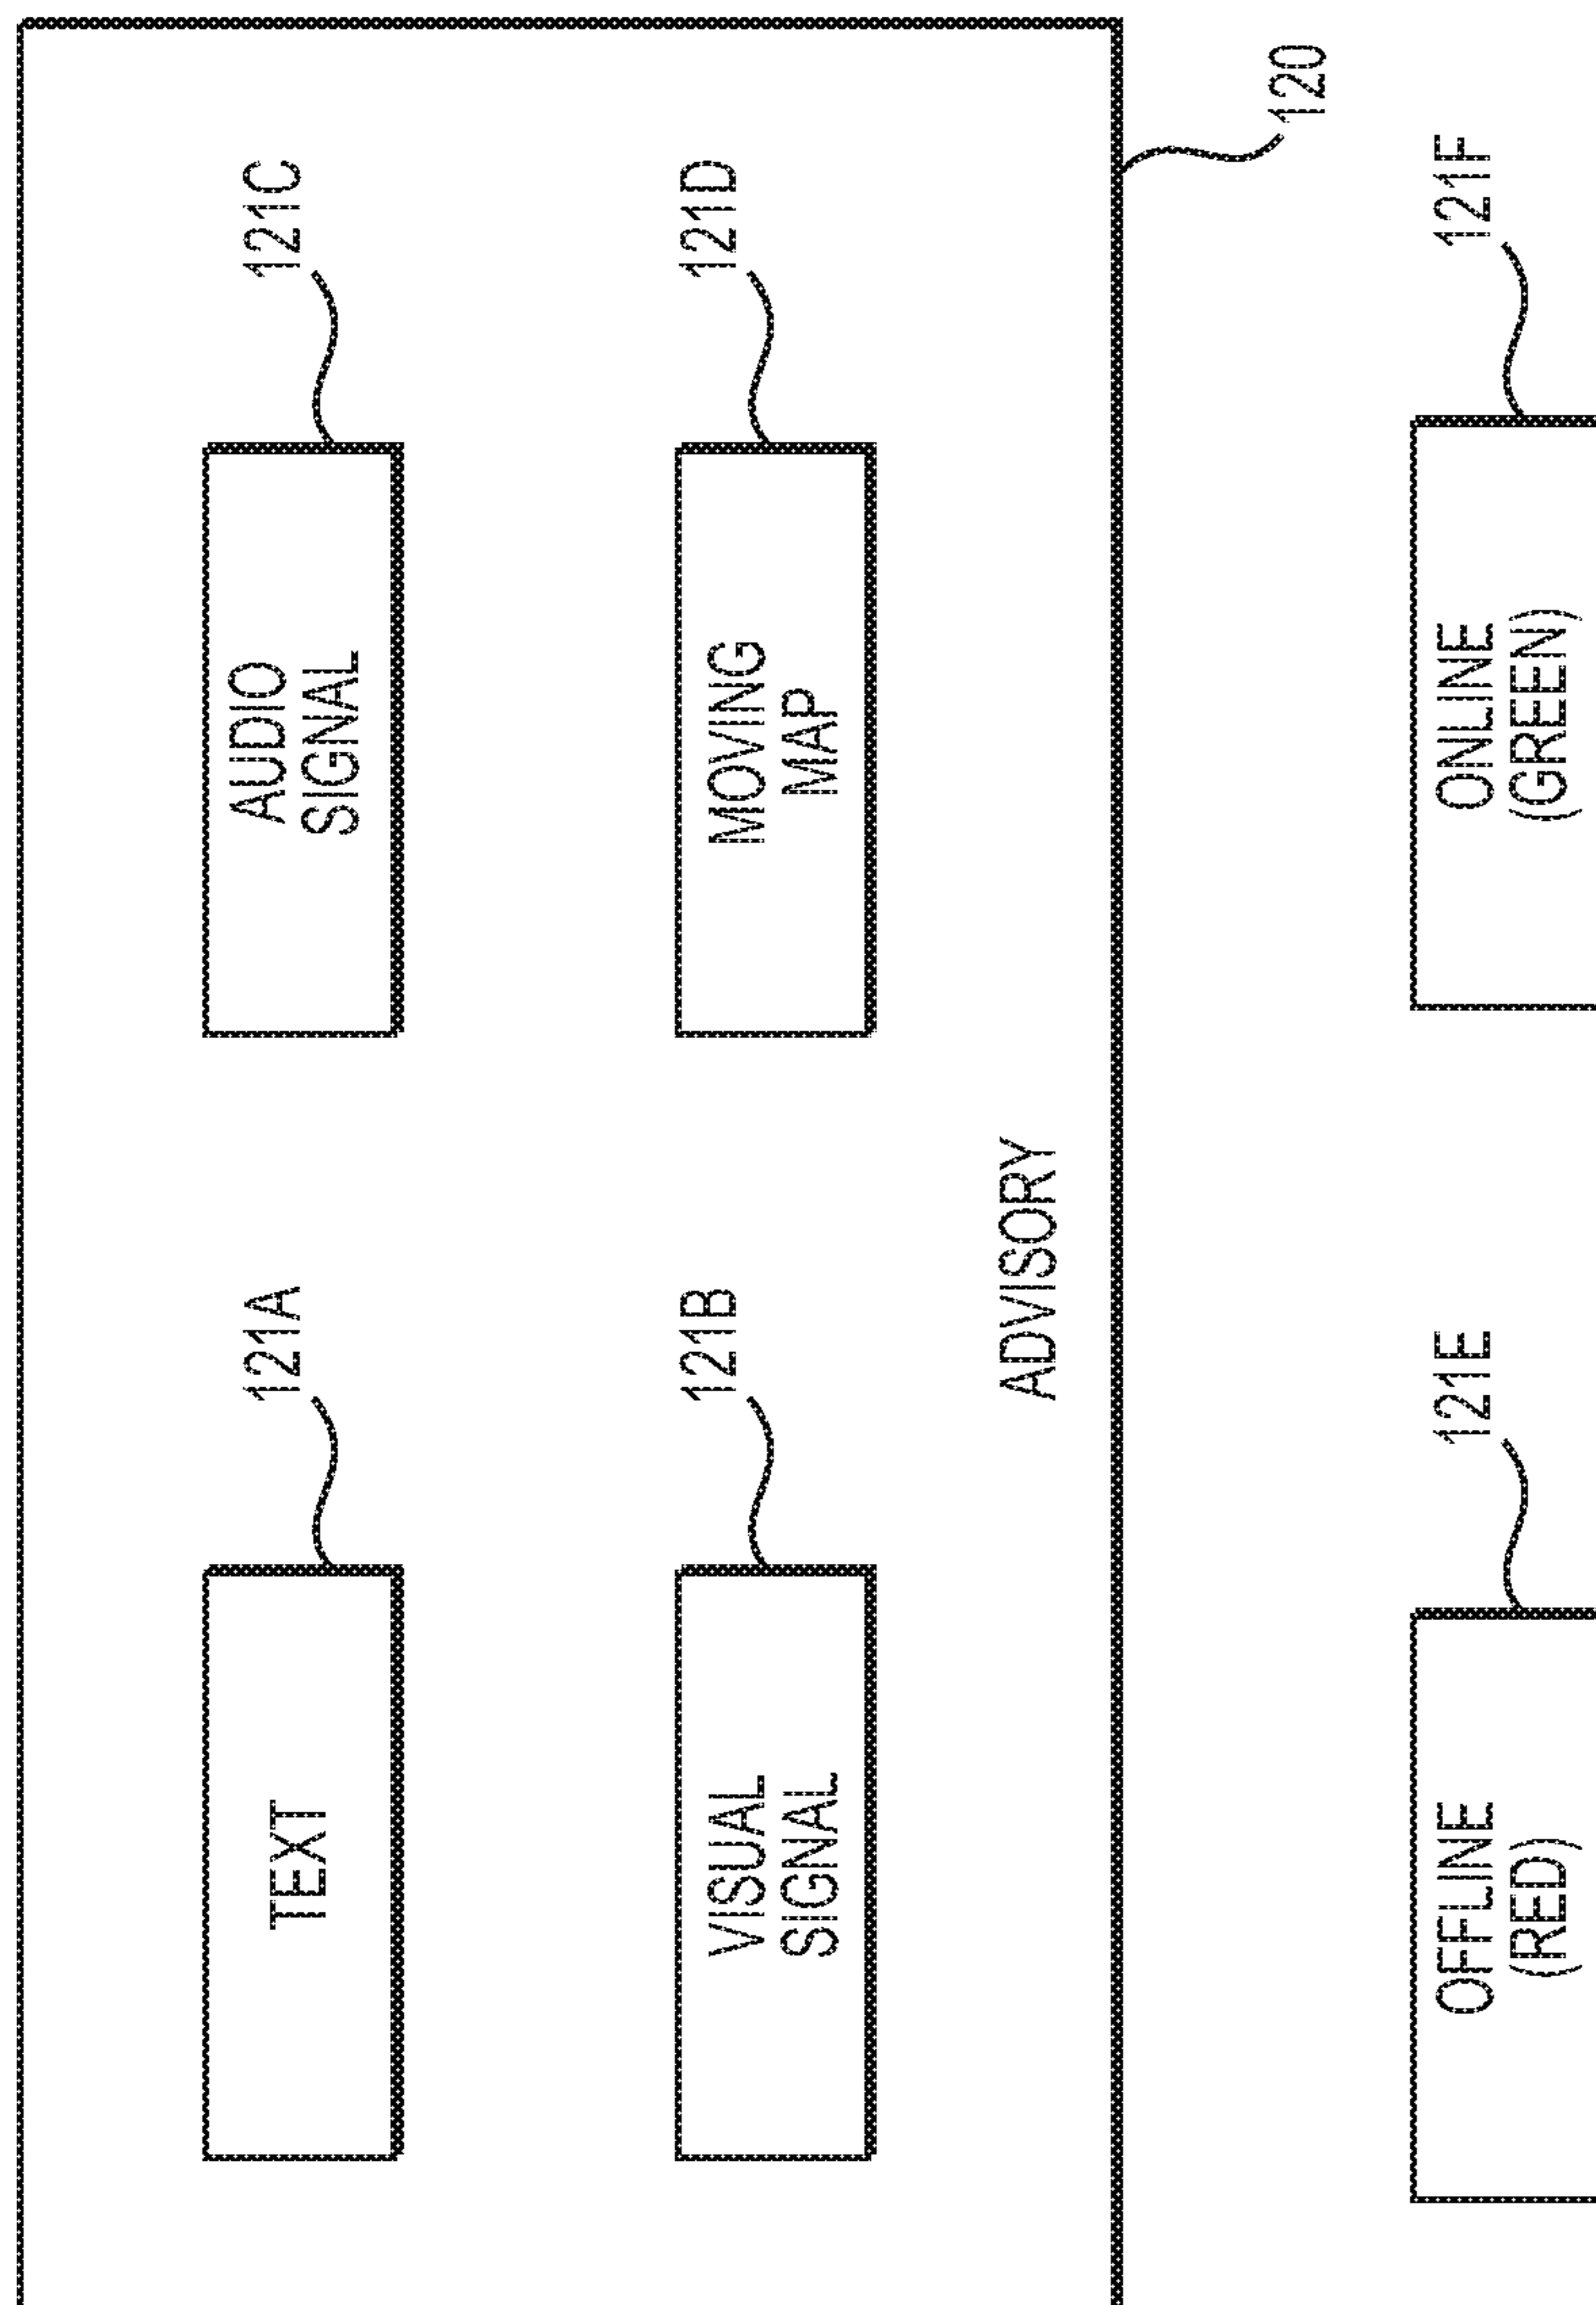 121A
121C
TEXT
AUDIO
SIGNAL
121B
121D
VISUAL
SIGNAL
MOVING
MAP
ADVISORY
120
121E
121F
OFFLINE
(RED)
ONLINE
(GREEN)